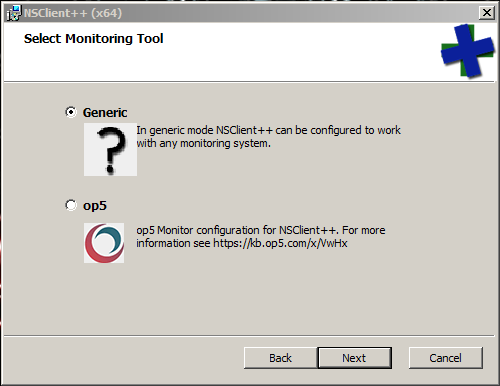 NSClient++ (x64)
Select Monitoring Tool
Generic
?
In generic mode NSClient++ can be configured to work
with any monitoring system.
op5
op5 Monitor configuration for NSClient++. For more
information see https://kb.op5.com/x/VwHx
Back
Next
Cancel